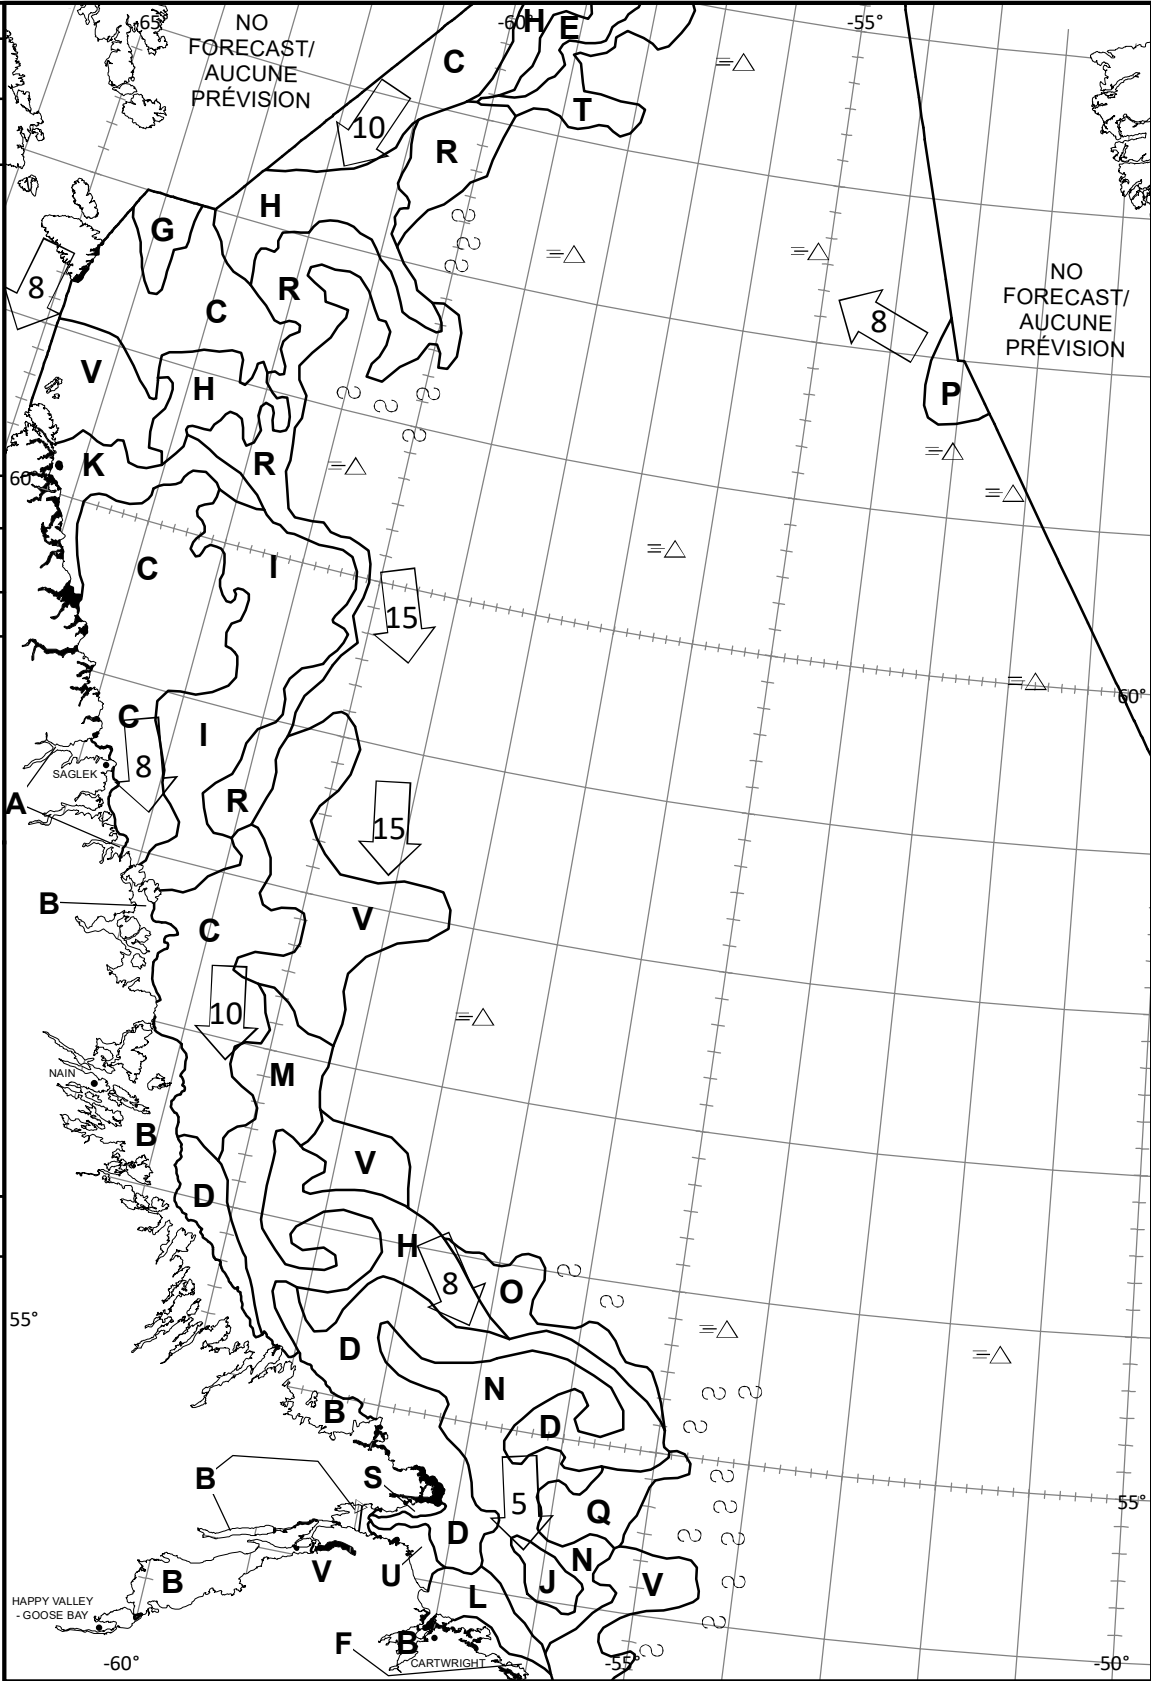 -65°
NO
FORECAST/
AUCUNE
PRÉVISION
-60°
H
E
-55°
C
T
10
R
H
G
8
R
C
NO
FORECAST/
AUCUNE
PRÉVISION
8
V
H
P
K
R
60°
C
I
15
60°
C
I
8
SAGLEK
A
R
15
B
C
V
10
NAIN
M
B
V
D
H
8
O
55°
D
N
B
D
B
S
5
Q
55°
D
N
V
U
J
V
B
L
HAPPY VALLEY
- GOOSE BAY
F
B
CARTWRIGHT
-60°
-55°
-50°